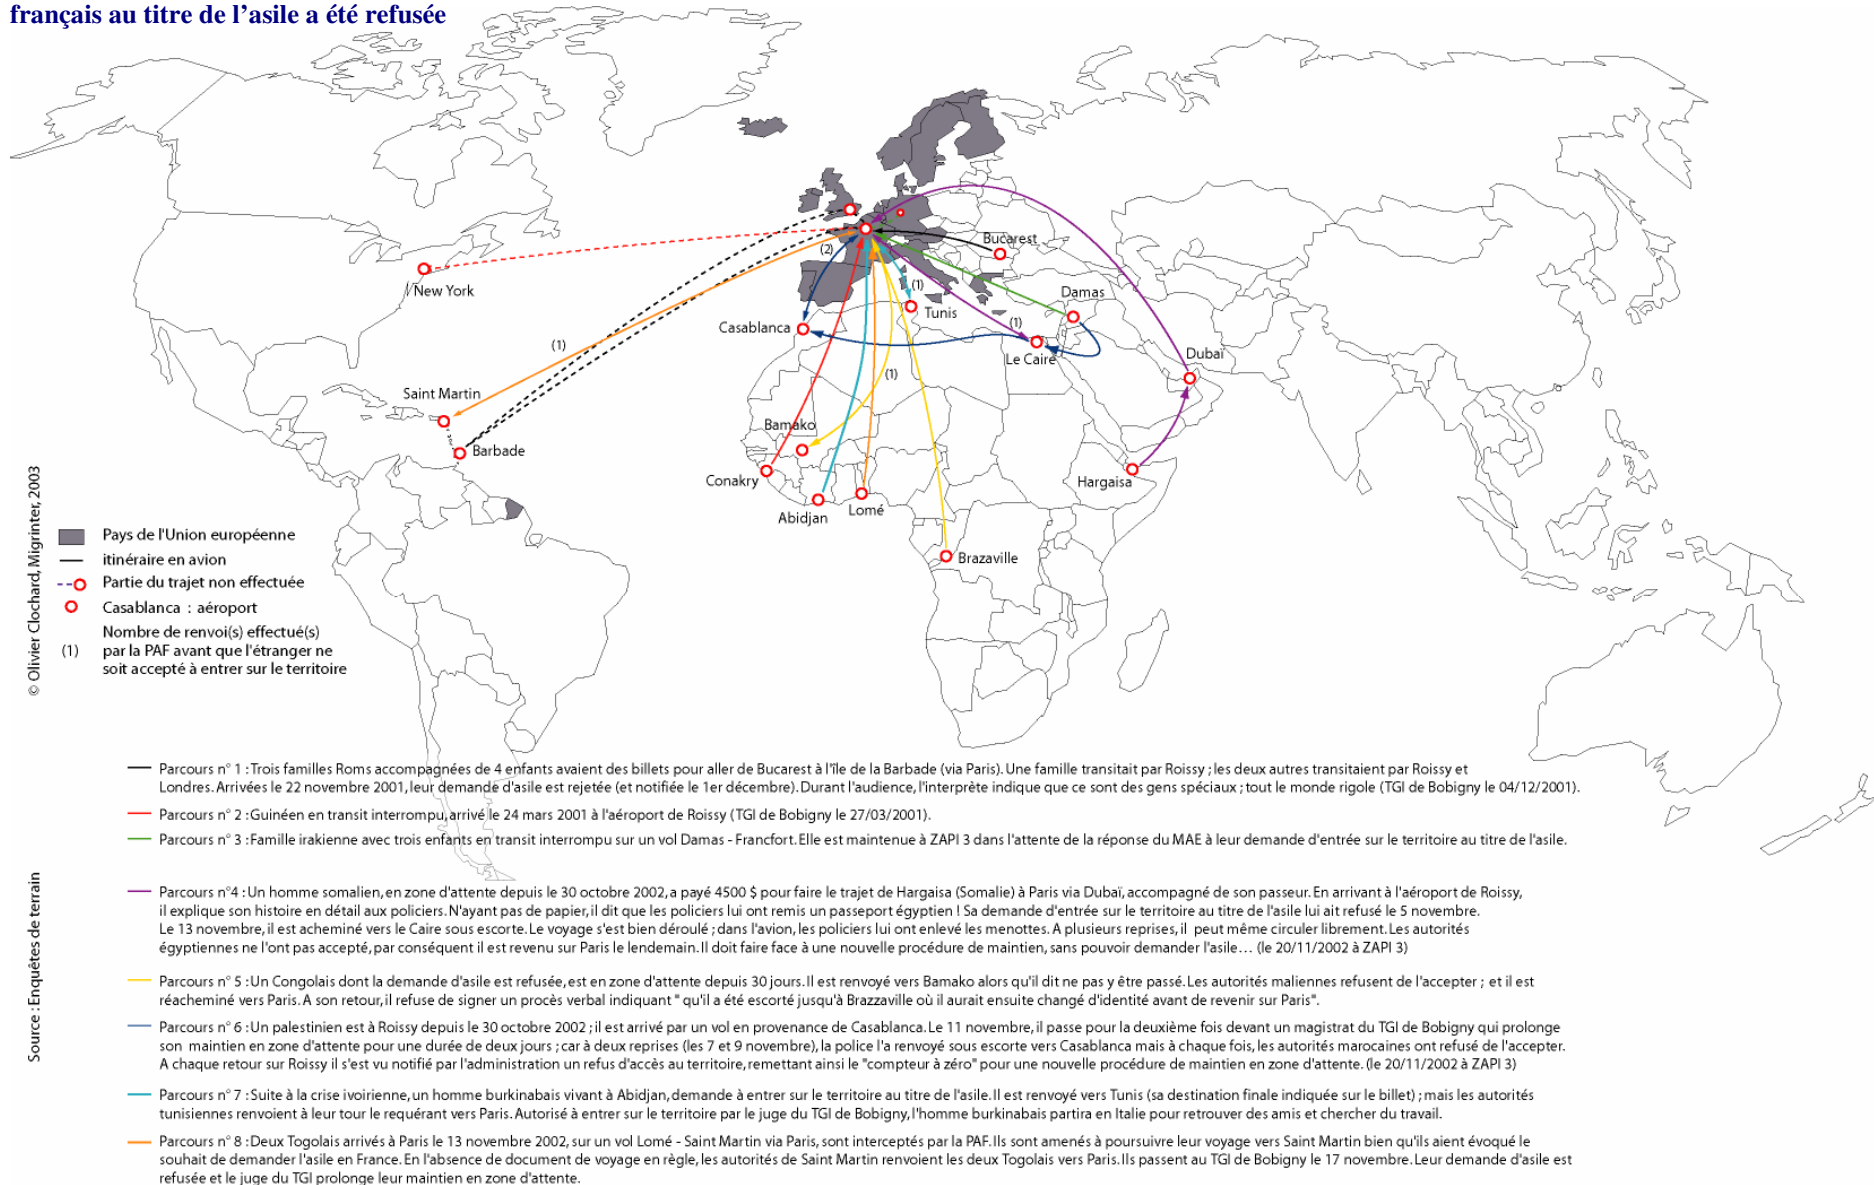 français au titre de l’asile a été refusée
Bucarest
(2)
New York
(1)
Tunis
Damas
Casablanca
(1)
Le Caire
Dubaï
(1)
(1)
Saint Martin
Barbade
Bamako
Conakry
Abidjan
Lomé
Hargaisa
Brazaville
Pays de l'Union européenne
itinéraire en avion
Partie du trajet non effectuée
Casablanca : aéroport
Nombre de renvoi(s) effectué(s)
(1) par la PAF avant que l'étranger ne
soit accepté à entrer sur le territoire
© Olivier Clochard, Migrinter, 2003
Parcours n° 1 : Trois familles Roms accompagnées de 4 enfants avaient des billets pour aller de Bucarest à l'île de la Barbade (via Paris). Une famille transitait par Roissy ; les deux autres transitaient par Roissy et
Londres. Arrivées le 22 novembre 2001, leur demande d'asile est rejetée (et notifiée le 1er décembre). Durant l'audience, l'interprète indique que ce sont des gens spéciaux ; tout le monde rigole (TGI de Bobigny le 04/12/2001).
Parcours n° 2 : Guinéen en transit interrompu, arrivé le 24 mars 2001 à l'aéroport de Roissy (TGI de Bobigny le 27/03/2001).
Parcours n° 3 : Famille irakienne avec trois enfants en transit interrompu sur un vol Damas - Francfort. Elle est maintenue à ZAPI 3 dans l'attente de la réponse du MAE à leur demande d'entrée sur le territoire au titre de l'asile.
Parcours n°4 : Un homme somalien, en zone d'attente depuis le 30 octobre 2002, a payé 4500 $ pour faire le trajet de Hargaisa (Somalie) à Paris via Dubaï, accompagné de son passeur. En arrivant à l'aéroport de Roissy,
il explique son histoire en détail aux policiers. N'ayant pas de papier, il dit que les policiers lui ont remis un passeport égyptien ! Sa demande d'entrée sur le territoire au titre de l'asile lui ait refusé le 5 novembre.
Le 13 novembre, il est acheminé vers le Caire sous escorte. Le voyage s'est bien déroulé ; dans l'avion, les policiers lui ont enlevé les menottes. A plusieurs reprises, il peut même circuler librement. Les autorités
égyptiennes ne l'ont pas accepté, par conséquent il est revenu sur Paris le lendemain. Il doit faire face à une nouvelle procédure de maintien, sans pouvoir demander l'asile… (le 20/11/2002 à ZAPI 3)
Parcours n° 5 : Un Congolais dont la demande d'asile est refusée, est en zone d'attente depuis 30 jours. Il est renvoyé vers Bamako alors qu'il dit ne pas y être passé. Les autorités maliennes refusent de l'accepter ; et il est
réacheminé vers Paris. A son retour, il refuse de signer un procès verbal indiquant " qu'il a été escorté jusqu'à Brazzaville où il aurait ensuite changé d'identité avant de revenir sur Paris".
Parcours n° 6 : Un palestinien est à Roissy depuis le 30 octobre 2002 ; il est arrivé par un vol en provenance de Casablanca. Le 11 novembre, il passe pour la deuxième fois devant un magistrat du TGI de Bobigny qui prolonge
son maintien en zone d'attente pour une durée de deux jours ; car à deux reprises (les 7 et 9 novembre), la police l'a renvoyé sous escorte vers Casablanca mais à chaque fois, les autorités marocaines ont refusé de l'accepter.
A chaque retour sur Roissy il s'est vu notifié par l'administration un refus d'accès au territoire, remettant ainsi le "compteur à zéro" pour une nouvelle procédure de maintien en zone d'attente. (le 20/11/2002 à ZAPI 3)
Parcours n° 7 : Suite à la crise ivoirienne, un homme burkinabais vivant à Abidjan, demande à entrer sur le territoire au titre de l'asile. Il est renvoyé vers Tunis (sa destination finale indiquée sur le billet) ; mais les autorités
tunisiennes renvoient à leur tour le requérant vers Paris. Autorisé à entrer sur le territoire par le juge du TGI de Bobigny, l'homme burkinabais partira en Italie pour retrouver des amis et chercher du travail.
Parcours n° 8 : Deux Togolais arrivés à Paris le 13 novembre 2002, sur un vol Lomé - Saint Martin via Paris, sont interceptés par la PAF. Ils sont amenés à poursuivre leur voyage vers Saint Martin bien qu'ils aient évoqué le
souhait de demander l'asile en France. En l'absence de document de voyage en règle, les autorités de Saint Martin renvoient les deux Togolais vers Paris. Ils passent au TGI de Bobigny le 17 novembre. Leur demande d'asile est
refusée et le juge du TGI prolonge leur maintien en zone d'attente.
Source : Enquêtes de terrain